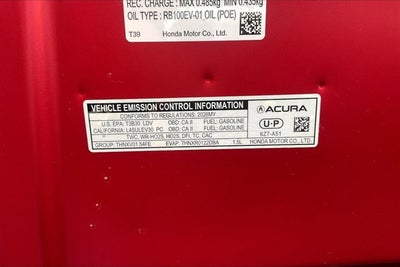 REC. CHARGE : MAX 0.485kg MIN 0.435kg
OIL TYPE : RB100EV-01 OIL (POE)
T39 Honda Motor Co., Ltd.
VEHICLE EMISSION CONTROL INFORMATION
CONFORMS TO REGULATIONS: 2026MY
U.S. EPA: T3B30 LDV OBD: CA II FUEL: GASOLINE
CALIFORNIA: L4SULEV30 PC OBD: CA II FUEL: GASOLINE
TWC, WR-HO2S, HO2S, DFI, TC, CAC
GROUP: THNXV01.54FE EVAP: THNXR0122DBA 1.5L
ACURA
U-P
6Z7-A51
HONDA MOTOR CO., LTD.